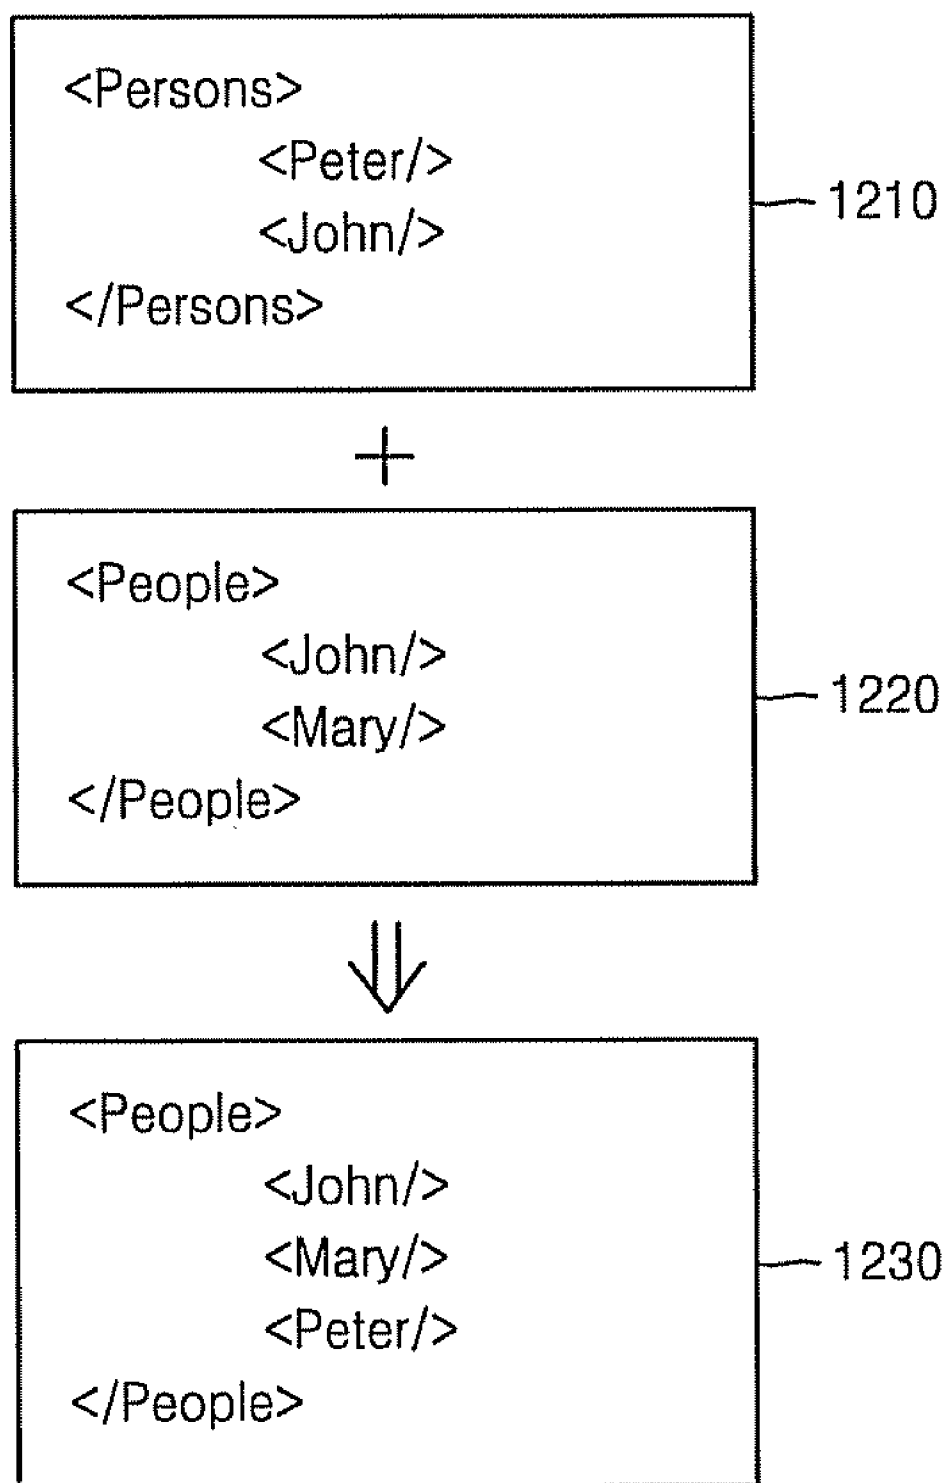 <Persons>
<Peter/>
<John/>
</Persons>
1210
+
<People>
<John/>
<Mary/>
</People>
1220
<People>
<John/>
<Mary/>
<Peter/>
</People>
1230